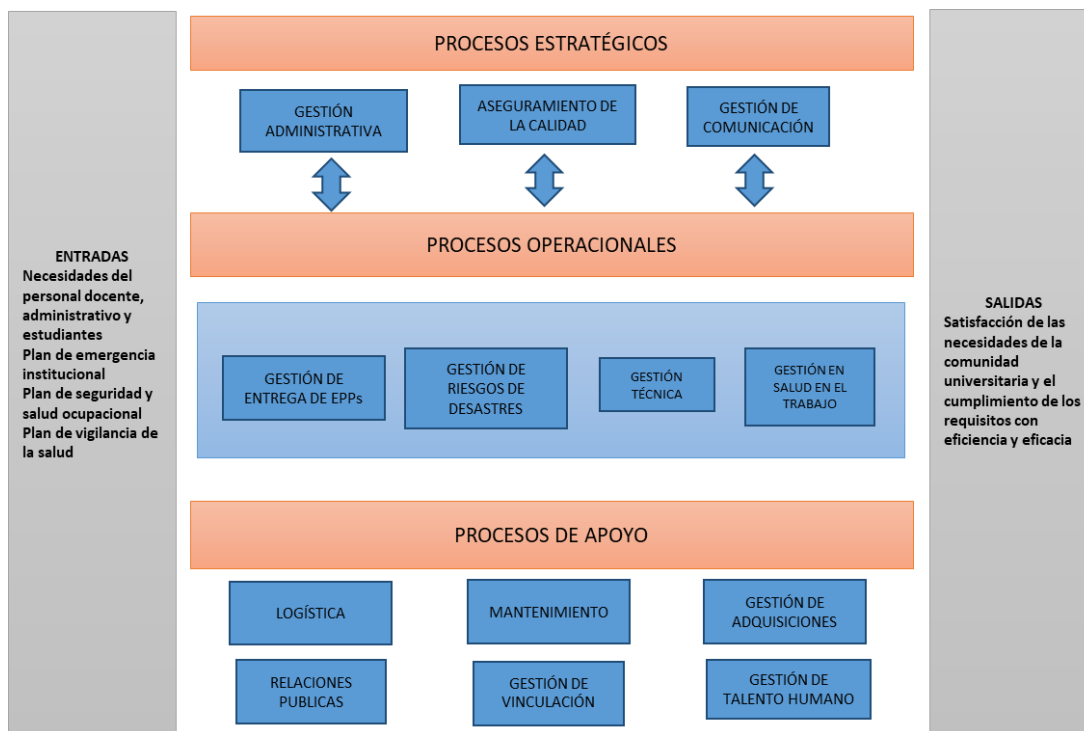 PROCESOS ESTRATÉGICOS
GESTIÓN
ADMINISTRATIVA
ASEGURAMIENTO DE
LA CALIDAD
GESTIÓN DE
COMUNICACIÓN
PROCESOS OPERACIONALES
ENTRADAS
Necesidades del
personal docente,
administrativo y
estudiantes
Plan de emergencia
institucional
Plan de seguridad y
salud ocupacional
Plan de vigilancia de
la salud
GESTIÓN DE
ENTREGA DE EPPs
GESTIÓN DE
RIESGOS DE
DESASTRES
GESTIÓN
TÉCNICA
GESTIÓN EN
SALUD EN EL
TRABAJO
SALIDAS
Satisfacción de las
necesidades de la
comunidad
universitaria y el
cumplimiento de los
requisitos con
eficiencia y eficacia
PROCESOS DE APOYO
LOGÍSTICA
MANTENIMIENTO
GESTIÓN DE
ADQUISICIONES
RELACIONES
PUBLICAS
GESTIÓN DE
VINCULACIÓN
GESTIÓN DE
TALENTO HUMANO